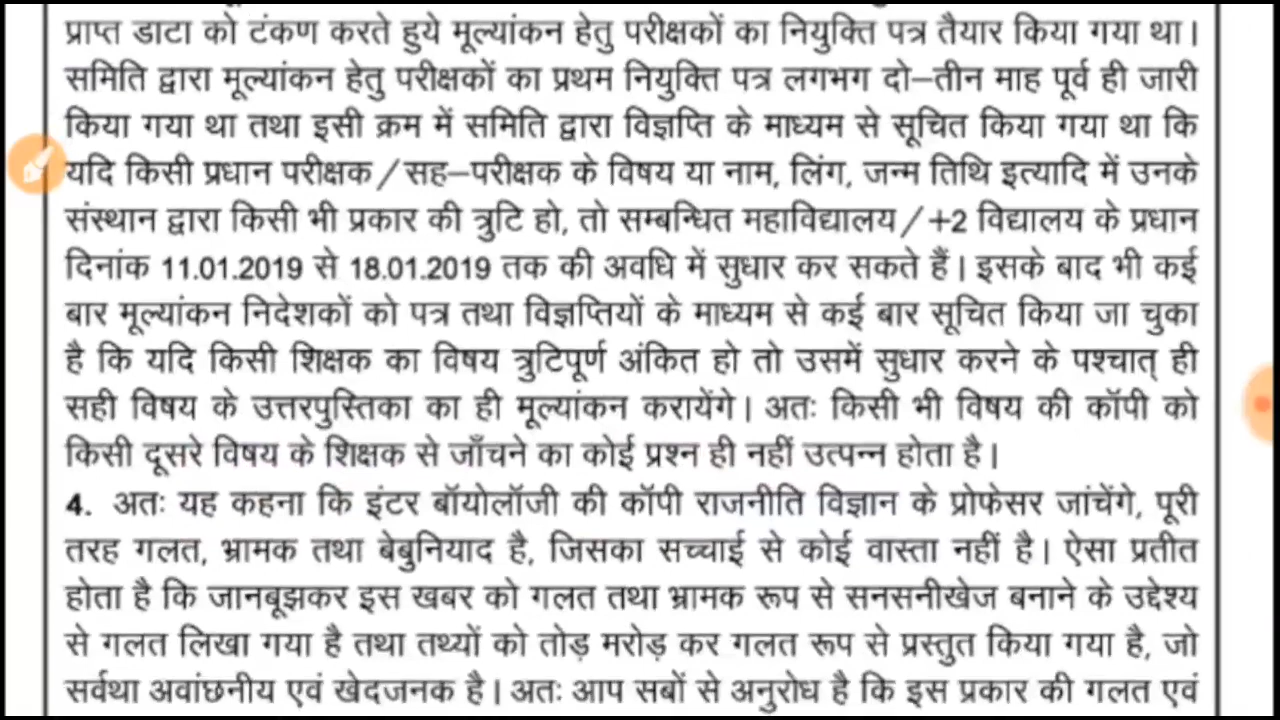 प्राप्त डाटा को टंकण करते हुये मूल्यांकन हेतु परीक्षकों का नियुक्ति पत्र तैयार किया गया था।
समिति द्वारा मूल्यांकन हेतु परीक्षकों का प्रथम नियुक्ति पत्र लगभग दो–तीन माह पूर्व ही जारी
किया गया था तथा इसी क्रम में समिति द्वारा विज्ञप्ति के माध्यम से सूचित किया गया था कि
यदि किसी प्रधान परीक्षक/सह–परीक्षक के विषय या नाम, लिंग, जन्म तिथि इत्यादि में उनके
संस्थान द्वारा किसी भी प्रकार की त्रुटि हो, तो सम्बन्धित महाविद्यालय/+2 विद्यालय के प्रधान
दिनांक 11.01.2019 से 18.01.2019 तक की अवधि में सुधार कर सकते हैं। इसके बाद भी कई
बार मूल्यांकन निदेशकों को पत्र तथा विज्ञप्तियों के माध्यम से कई बार सूचित किया जा चुका
है कि यदि किसी शिक्षक का विषय त्रुटिपूर्ण अंकित हो तो उसमें सुधार करने के पश्चात् ही
सही विषय के उत्तरपुस्तिका का ही मूल्यांकन करायेंगे। अतः किसी भी विषय की कॉपी को
किसी दूसरे विषय के शिक्षक से जाँचने का कोई प्रश्न ही नहीं उत्पन्न होता है।
4. अतः यह कहना कि इंटर बॉयोलॉजी की कॉपी राजनीति विज्ञान के प्रोफेसर जांचेंगे, पूरी
तरह गलत, भ्रामक तथा बेबुनियाद है, जिसका सच्चाई से कोई वास्ता नहीं है। ऐसा प्रतीत
होता है कि जानबूझकर इस खबर को गलत तथा भ्रामक रूप से सनसनीखेज बनाने के उद्देश्य
से गलत लिखा गया है तथा तथ्यों को तोड़ मरोड़ कर गलत रूप से प्रस्तुत किया गया है, जो
सर्वथा अवांछनीय एवं खेदजनक है। अतः आप सबों से अनुरोध है कि इस प्रकार की गलत एवं